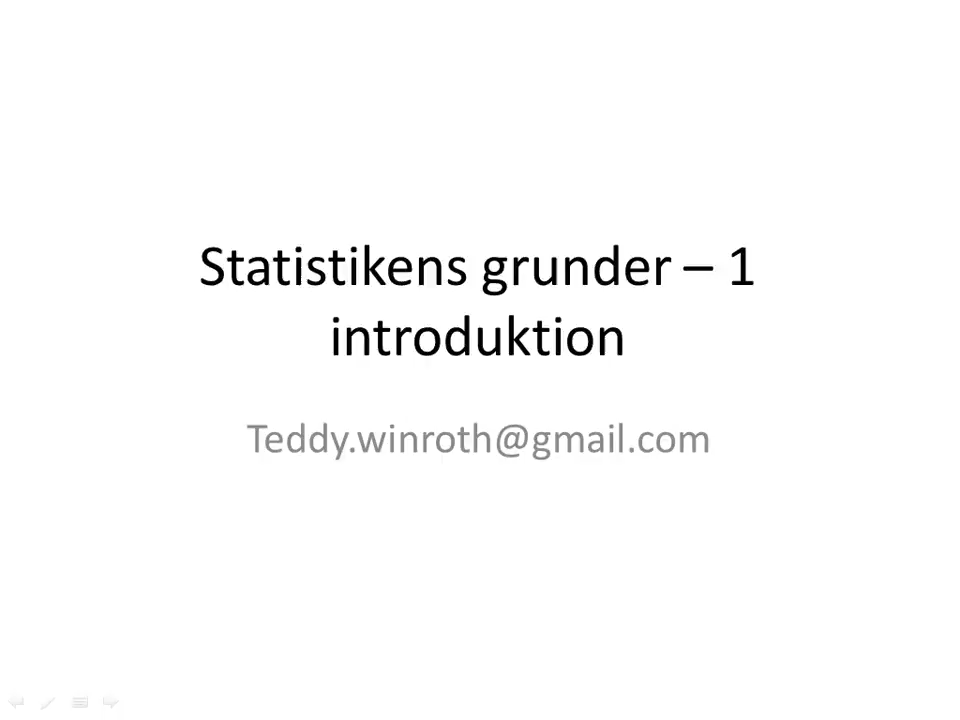 Statistikens grunder – 1
introduktion
Teddy.winroth@gmail.com